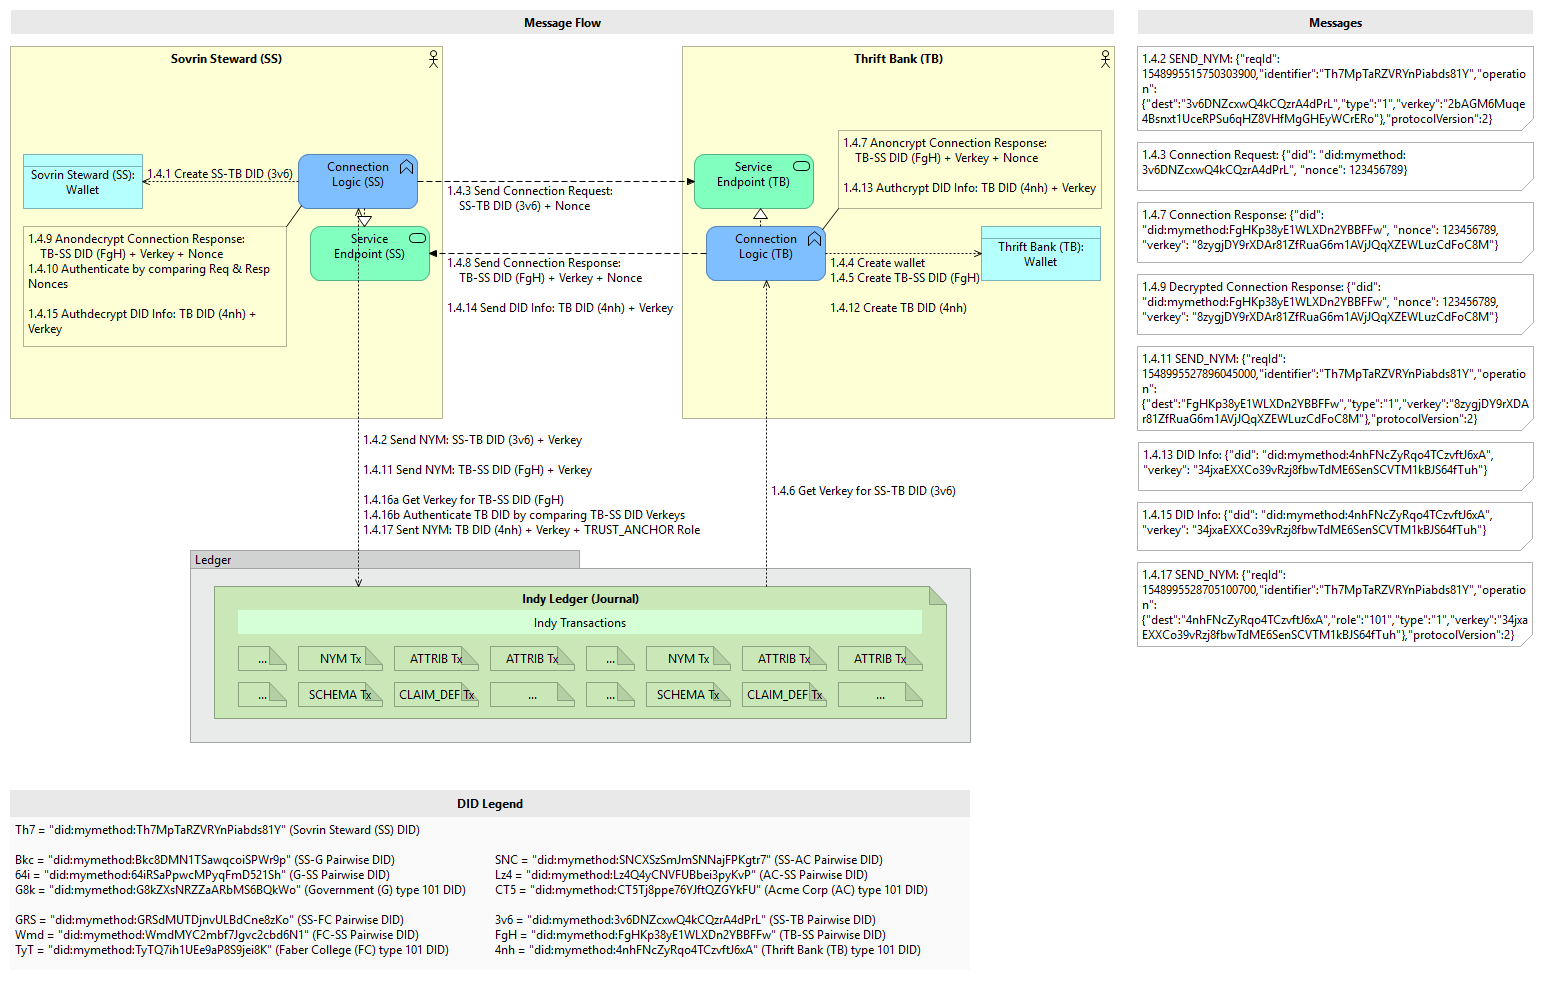 Message Flow
Sovrin Steward (SS)
Sovrin Steward (SS):
Wallet
1.4.1 Create SS-TB DID (3v6)
Connection
Logic (SS)
Service
Endpoint (SS)
1.4.9 Anondecrypt Connection Response:
TB-SS DID (FgH) + Verkey + Nonce
1.4.10 Authenticate by comparing Req & Resp
Nonces
1.4.15 Authdecrypt DID Info: TB DID (4nh) +
Verkey
1.4.3 Send Connection Request:
SS-TB DID (3v6) + Nonce
1.4.8 Send Connection Response:
TB-SS DID (FgH) + Verkey + Nonce
1.4.14 Send DID Info: TB DID (4nh) + Verkey
Thrift Bank (TB)
1.4.7 Anoncrypt Connection Response:
TB-SS DID (FgH) + Verkey + Nonce
1.4.13 Authcrypt DID Info: TB DID (4nh) + Verkey
Service
Endpoint (TB)
Connection
Logic (TB)
Thrift Bank (TB):
Wallet
1.4.4 Create wallet
1.4.5 Create TB-SS DID (FgH)
1.4.12 Create TB DID (4nh)
1.4.2 Send NYM: SS-TB DID (3v6) + Verkey
1.4.11 Send NYM: TB-SS DID (FgH) + Verkey
1.4.16a Get Verkey for TB-SS DID (FgH)
1.4.16b Authenticate TB DID by comparing TB-SS DID Verkeys
1.4.17 Sent NYM: TB DID (4nh) + Verkey + TRUST_ANCHOR Role
1.4.6 Get Verkey for SS-TB DID (3v6)
Ledger
Indy Ledger (Journal)
Indy Transactions
... NYM Tx ATTRIB Tx ATTRIB Tx ... NYM Tx ATTRIB Tx ATTRIB Tx
... SCHEMA Tx CLAIM_DEF Tx ... ... SCHEMA Tx CLAIM_DEF Tx ...
Messages
1.4.2 SEND_NYM: {"reqId":
1548995515750303900,"identifier":"Th7MpTaRZVRYnPiabds81Y","operatio
n":
{"dest":"3v6DNZcxwQ4kCQzrA4dPrL","type":"1","verkey":"2bAGM6Muqe
4Bsnxt1UceRPSu6qHZ8VHfMgGHEyWCrERo"},"protocolVersion":2}
1.4.3 Connection Request: {"did": "did:mymethod:
3v6DNZcxwQ4kCQzrA4dPrL", "nonce": 123456789}
1.4.7 Connection Response: {"did":
"did:mymethod:FgHKp38yE1WLXDn2YBBFFw", "nonce": 123456789,
"verkey": "8zygjDY9rXDAr81ZfRuaG6m1AVjJQqXZEWLuzCdFoC8M"}
1.4.9 Decrypted Connection Response: {"did":
"did:mymethod:FgHKp38yE1WLXDn2YBBFFw", "nonce": 123456789,
"verkey": "8zygjDY9rXDAr81ZfRuaG6m1AVjJQqXZEWLuzCdFoC8M"}
1.4.11 SEND_NYM: {"reqId":
1548995527896045000,"identifier":"Th7MpTaRZVRYnPiabds81Y","operatio
n":
{"dest":"FgHKp38yE1WLXDn2YBBFFw","type":"1","verkey":"8zygjDY9rXDA
r81ZfRuaG6m1AVjJQqXZEWLuzCdFoC8M"},"protocolVersion":2}
1.4.13 DID Info: {"did": "did:mymethod:4nhFNcZyRqo4TCzvftJ6xA",
"verkey": "34jxaEXXCo39vRzj8fbwTdME6SenSCVTM1kBJS64fTuh"}
1.4.15 DID Info: {"did": "did:mymethod:4nhFNcZyRqo4TCzvftJ6xA",
"verkey": "34jxaEXXCo39vRzj8fbwTdME6SenSCVTM1kBJS64fTuh"}
1.4.17 SEND_NYM: {"reqId":
1548995528705100700,"identifier":"Th7MpTaRZVRYnPiabds81Y","operatio
n":
{"dest":"4nhFNcZyRqo4TCzvftJ6xA","role":"101","type":"1","verkey":"34jxa
EXXCo39vRzj8fbwTdME6SenSCVTM1kBJS64fTuh"},"protocolVersion":2}
DID Legend
Th7 = "did:mymethod:Th7MpTaRZVRYnPiabds81Y" (Sovrin Steward (SS) DID)
Bkc = "did:mymethod:Bkc8DMN1TSawqcoiSPWr9p" (SS-G Pairwise DID)
64i = "did:mymethod:64iRSaPpwcMPyqFmD521Sh" (G-SS Pairwise DID)
G8k = "did:mymethod:G8kZXsNRZZaARbMS6BQkWo" (Government (G) type 101 DID)
GRS = "did:mymethod:GRSdMUTDjnvULBdCne8zKo" (SS-FC Pairwise DID)
Wmd = "did:mymethod:WmdMYC2mbf7Jgvc2cbd6N1" (FC-SS Pairwise DID)
TyT = "did:mymethod:TyTQ7ih1UEe9aP8S9jei8K" (Faber College (FC) type 101 DID)
SNC = "did:mymethod:SNCXSzSmJmSNNajFPKgtr7" (SS-AC Pairwise DID)
Lz4 = "did:mymethod:Lz4Q4yCNVFUBbei3pyKvP" (AC-SS Pairwise DID)
CT5 = "did:mymethod:CT5Tj8ppe76YJftQZGYkFU" (Acme Corp (AC) type 101 DID)
3v6 = "did:mymethod:3v6DNZcxwQ4kCQzrA4dPrL" (SS-TB Pairwise DID)
FgH = "did:mymethod:FgHKp38yE1WLXDn2YBBFFw" (TB-SS Pairwise DID)
4nh = "did:mymethod:4nhFNcZyRqo4TCzvftJ6xA" (Thrift Bank (TB) type 101 DID)